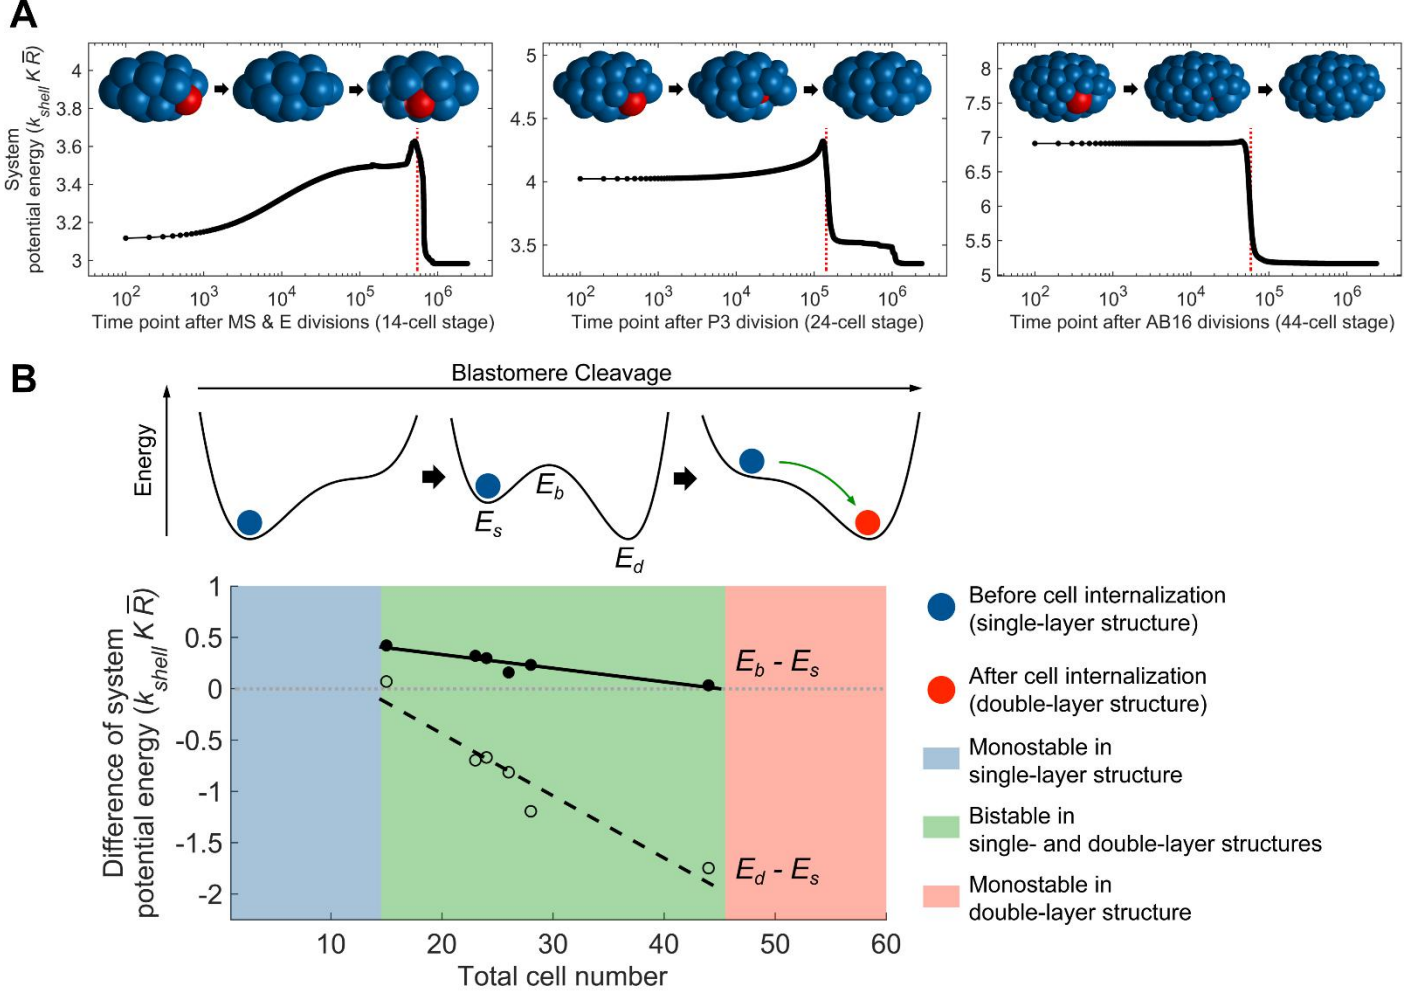 A
System
potential energy (k_shell K R̅)
4
3.8
3.6
3.4
3.2
3
10^2 10^3 10^4 10^5 10^6
Time point after MS & E divisions (14-cell stage)
5
4.5
4
3.5
10^2 10^3 10^4 10^5 10^6
Time point after P3 division (24-cell stage)
8
7.5
7
6.5
6
5.5
5
10^2 10^3 10^4 10^5 10^6
Time point after AB16 divisions (44-cell stage)
B
Blastomere Cleavage
Energy
E_s
E_b
E_d
Difference of system
potential energy (k_shell K R̅)
1
0.5
0
-0.5
-1
-1.5
-2
E_b - E_s
E_d - E_s
10 20 30 40 50 60
Total cell number
Before cell internalization
(single-layer structure)
After cell internalization
(double-layer structure)
Monostable in
single-layer structure
Bistable in
single- and double-layer structures
Monostable in
double-layer structure